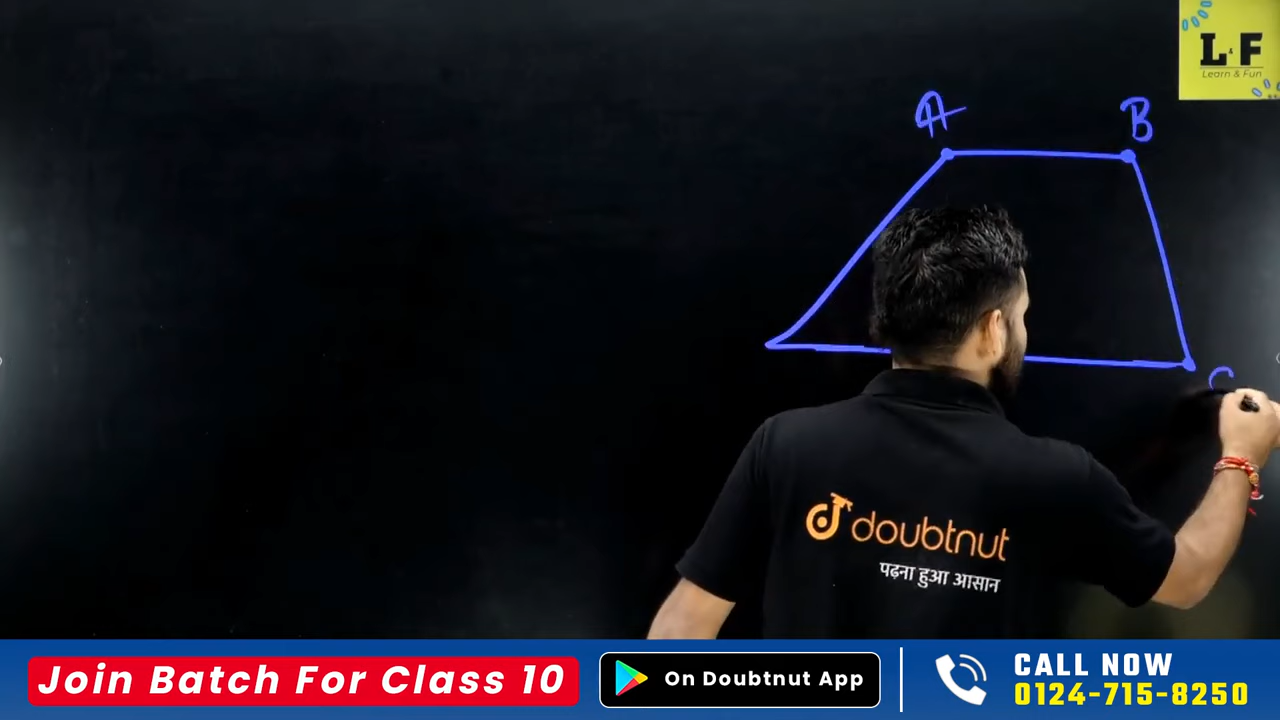 L & F
Learn & Fun
A
B
C
doubtnut
पढ़ना हुआ आसान
Join Batch For Class 10
On Doubtnut App
CALL NOW
0124-715-8250